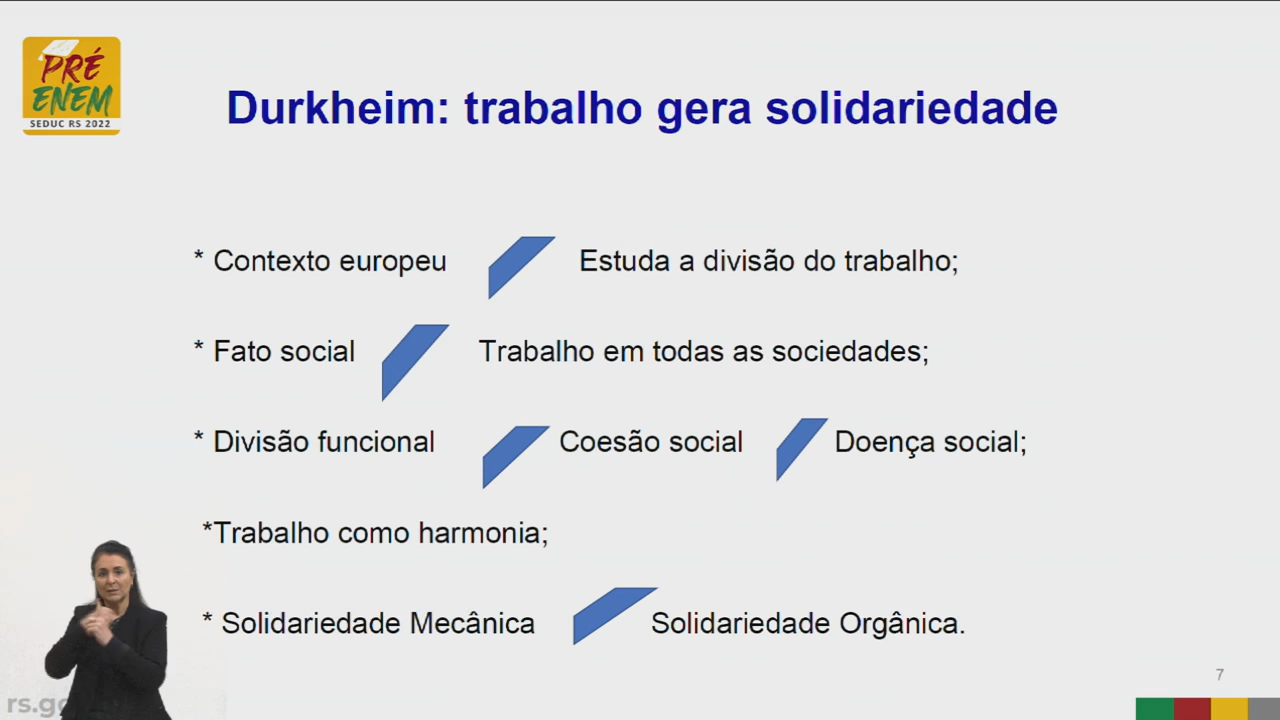 PRÉ
ENEM
SEDUC RS 2022
Durkheim: trabalho gera solidariedade
* Contexto europeu Estuda a divisão do trabalho;
* Fato social Trabalho em todas as sociedades;
* Divisão funcional Coesão social Doença social;
*Trabalho como harmonia;
* Solidariedade Mecânica Solidariedade Orgânica.
7